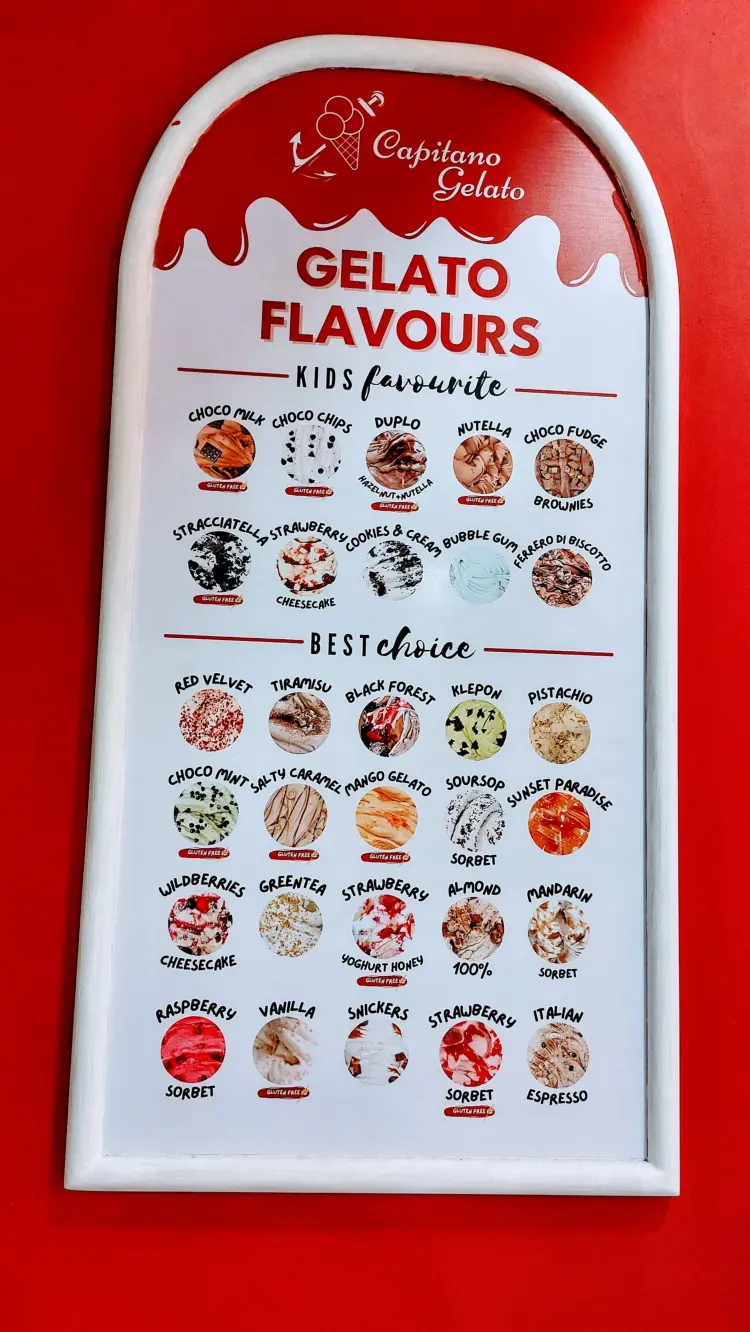 Capitano
Gelato
GELATO
FLAVOURS
KIDS favourite
CHOCO MILK CHOCO CHIPS DUPLO NUTELLA CHOCO FUDGE
HAZELNUT+NUTELLA BROWNIES
GLUTEN FREE GLUTEN FREE GLUTEN FREE GLUTEN FREE
STRACCIATELLA STRAWBERRY COOKIES & CREAM BUBBLE GUM FERRERO DI BISCOTTO
GLUTEN FREE CHEESECAKE
BEST choice
RED VELVET TIRAMISU BLACK FOREST KLEPON PISTACHIO
CHOCO MINT SALTY CARAMEL MANGO GELATO SOURSOP SUNSET PARADISE
GLUTEN FREE GLUTEN FREE GLUTEN FREE SORBET
WILDBERRIES GREENTEA STRAWBERRY ALMOND MANDARIN
CHEESECAKE YOGHURT HONEY 100% SORBET
GLUTEN FREE
RASPBERRY VANILLA SNICKERS STRAWBERRY ITALIAN
SORBET GLUTEN FREE SORBET ESPRESSO
GLUTEN FREE